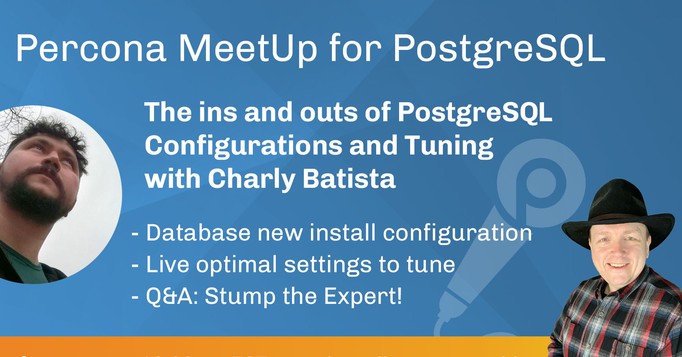 Percona MeetUp for PostgreSQL
The ins and outs of PostgreSQL
Configurations and Tuning
with Charly Batista
- Database new install configuration
- Live optimal settings to tune
- Q&A: Stump the Expert!